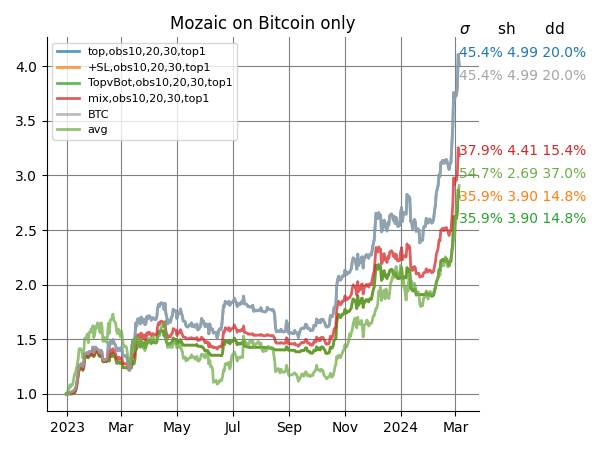 Mozaic on Bitcoin only
σ sh dd
top,obs10,20,30,top1
+SL,obs10,20,30,top1
TopvBot,obs10,20,30,top1
mix,obs10,20,30,top1
BTC
avg
45.4% 4.99 20.0%
45.4% 4.99 20.0%
37.9% 4.41 15.4%
54.7% 2.69 37.0%
35.9% 3.90 14.8%
35.9% 3.90 14.8%
4.0
3.5
3.0
2.5
2.0
1.5
1.0
2023 Mar May Jul Sep Nov 2024 Mar